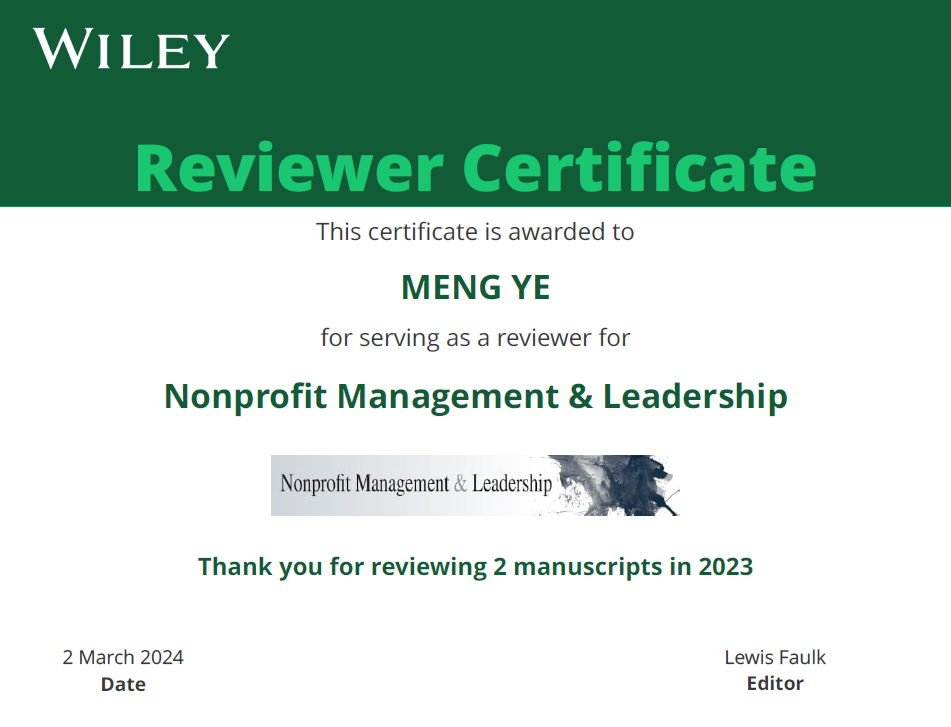 WILEY
Reviewer Certificate
This certificate is awarded to
MENG YE
for serving as a reviewer for
Nonprofit Management & Leadership
Nonprofit Management & Leadership
Thank you for reviewing 2 manuscripts in 2023
2 March 2024
Date
Lewis Faulk
Editor